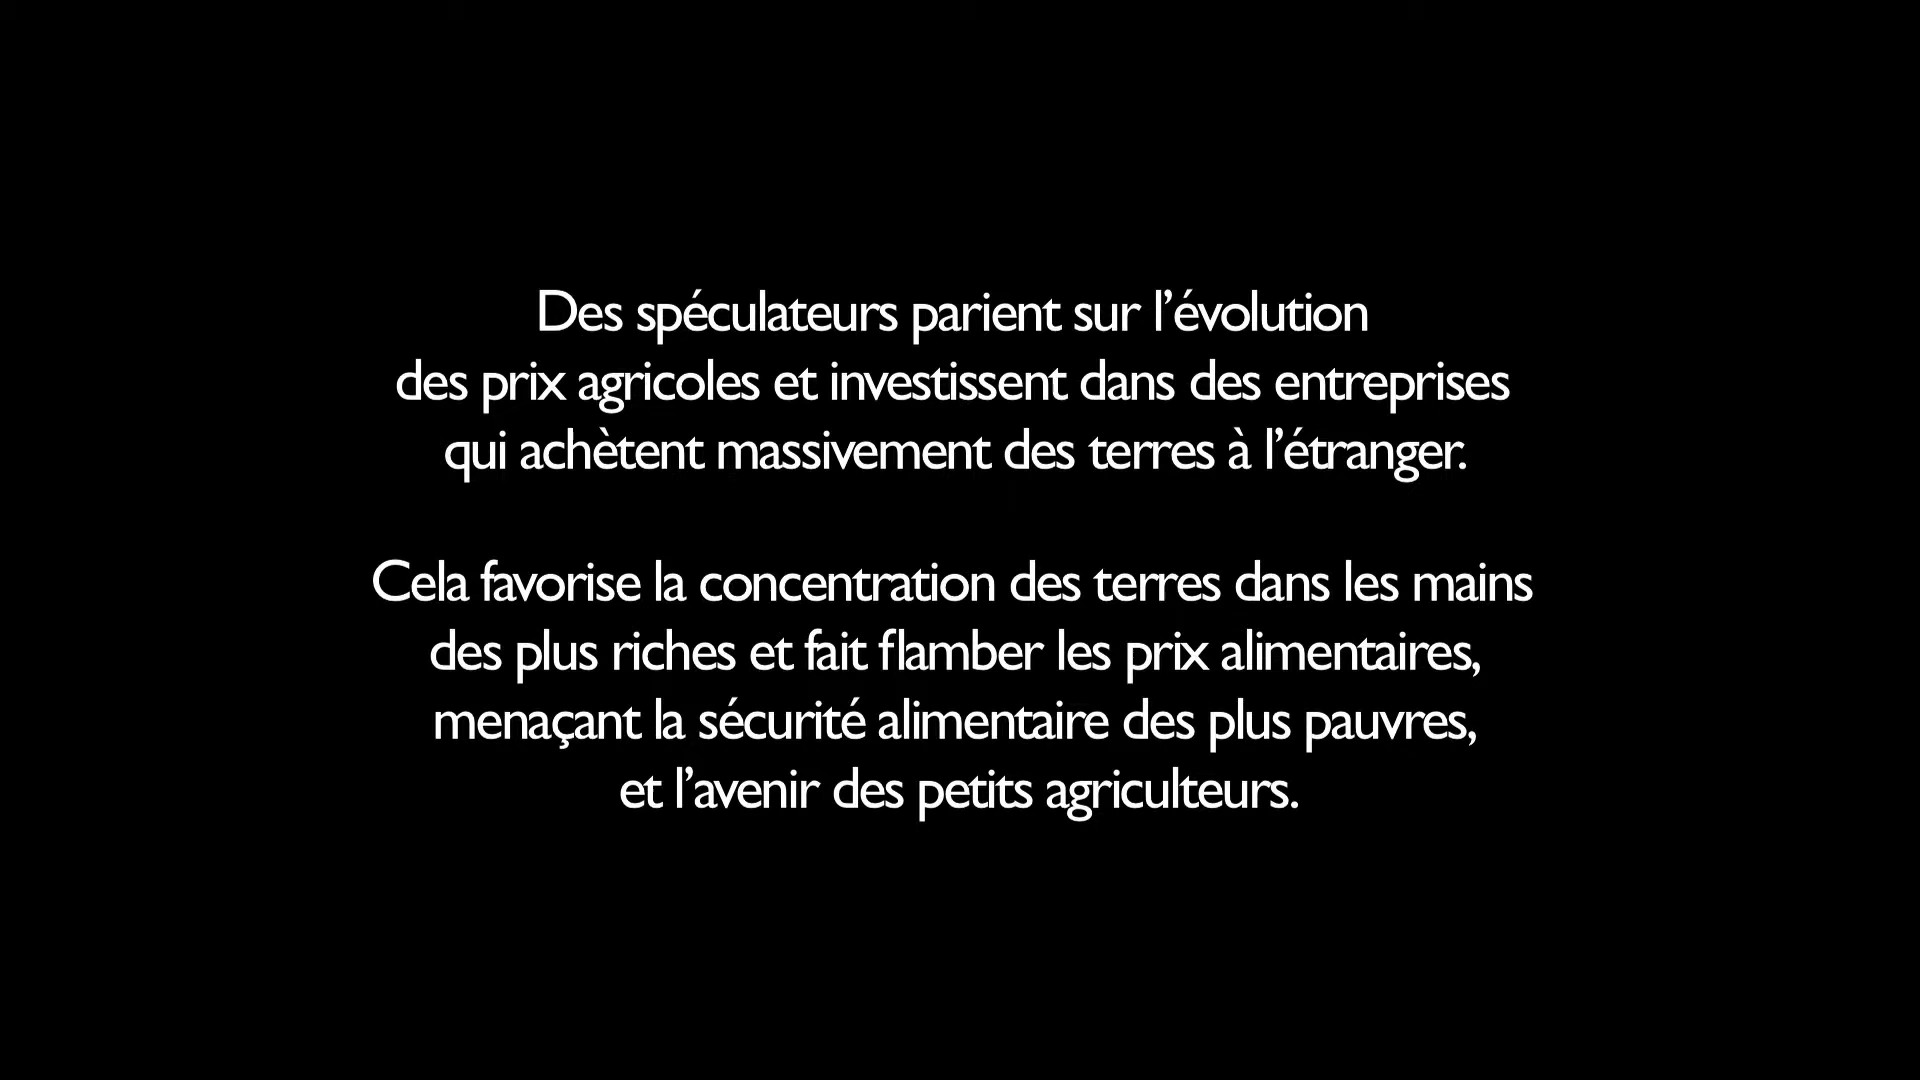 Des spéculateurs parient sur l’évolution
des prix agricoles et investissent dans des entreprises
qui achètent massivement des terres à l’étranger.
Cela favorise la concentration des terres dans les mains
des plus riches et fait flamber les prix alimentaires,
menaçant la sécurité alimentaire des plus pauvres,
et l’avenir des petits agriculteurs.